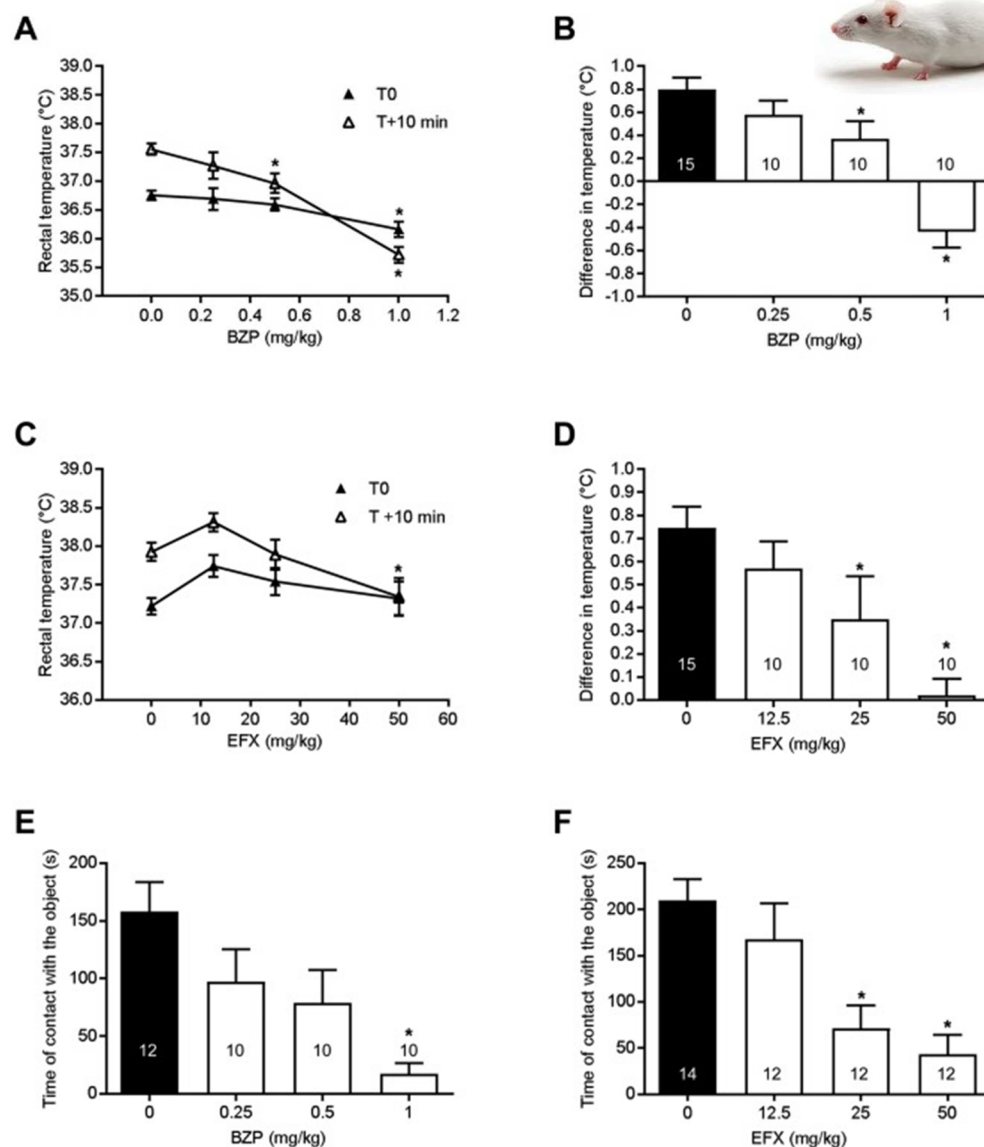 A
Rectal temperature (°C)
39.0
38.5
38.0
37.5
37.0
36.5
36.0
35.5
35.0
T0
T+10 min
*
*
*
0.0 0.2 0.4 0.6 0.8 1.0 1.2
BZP (mg/kg)
B
Difference in temperature (°C)
1.0
0.8
0.6
0.4
0.2
0.0
-0.2
-0.4
-0.6
-0.8
-1.0
15 10 10 10
*
*
0 0.25 0.5 1
BZP (mg/kg)
C
Rectal temperature (°C)
39.0
38.5
38.0
37.5
37.0
36.5
36.0
T0
T +10 min
*
0 10 20 30 40 50 60
EFX (mg/kg)
D
Difference in temperature (°C)
1.0
0.9
0.8
0.7
0.6
0.5
0.4
0.3
0.2
0.1
0.0
*
*
15 10 10 10
0 12.5 25 50
EFX (mg/kg)
E
Time of contact with the object (s)
200
150
100
50
0
*
12 10 10 10
0 0.25 0.5 1
BZP (mg/kg)
F
Time of contact with the object (s)
250
200
150
100
50
0
*
*
14 12 12 12
0 12.5 25 50
EFX (mg/kg)